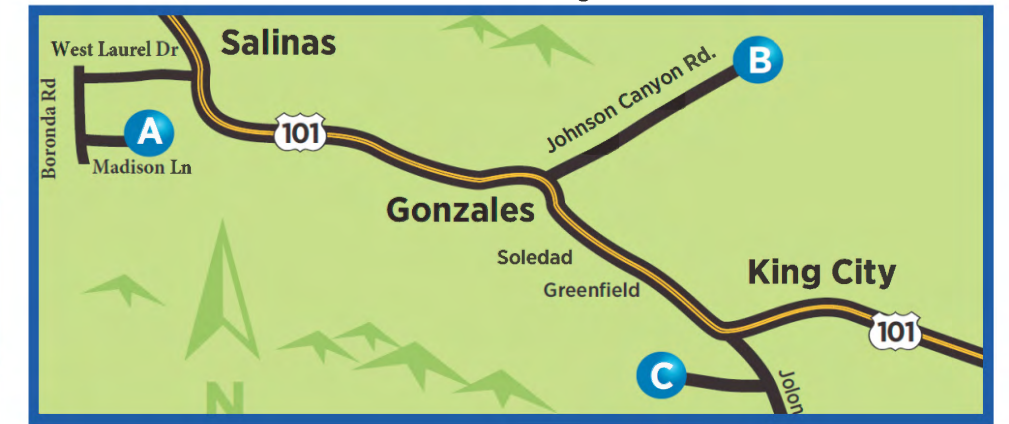 West Laurel Dr
Salinas
Boronda Rd
A
Madison Ln
101
Johnson Canyon Rd.
B
Gonzales
Soledad
Greenfield
King City
101
C
Jolon
N